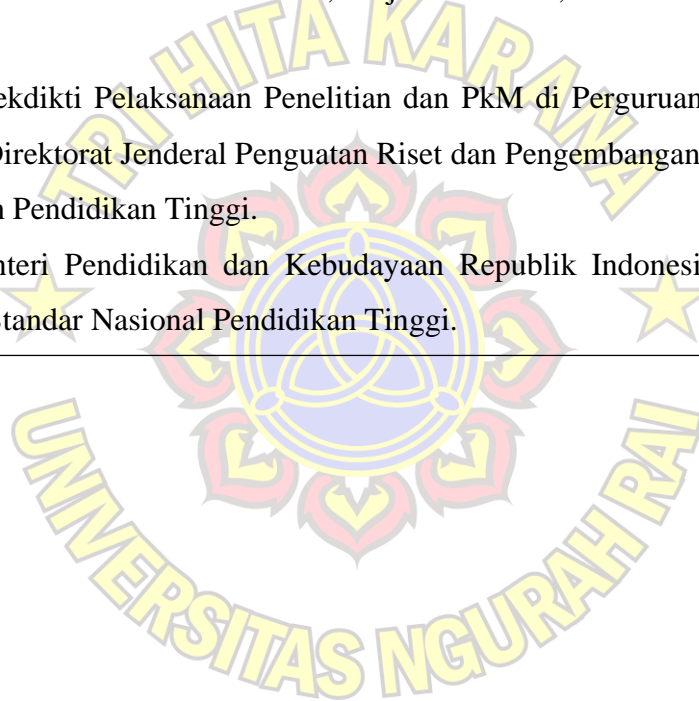 TRI HITA KARANA
ekdikti Pelaksanaan Penelitian dan PkM di Perguruan
Direktorat Jenderal Penguatan Riset dan Pengembangan
Pendidikan Tinggi.
nteri Pendidikan dan Kebudayaan Republik Indonesi
Standar Nasional Pendidikan Tinggi.
UNIVERSITAS NGURAH RAI